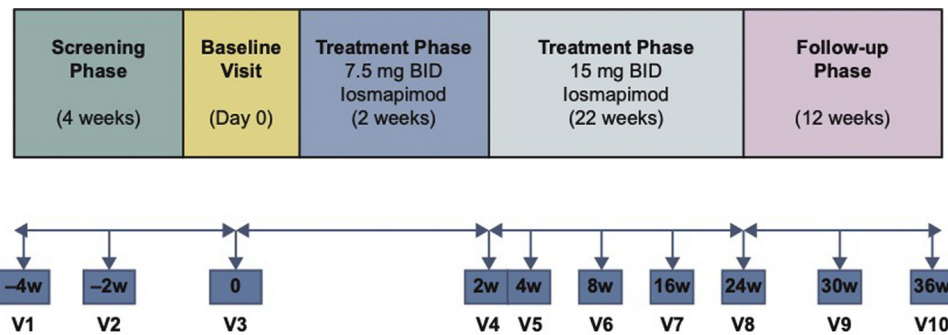 Screening
Phase
(4 weeks)
Baseline
Visit
(Day 0)
Treatment Phase
7.5 mg BID
losmapimod
(2 weeks)
Treatment Phase
15 mg BID
losmapimod
(22 weeks)
Follow-up
Phase
(12 weeks)
–4w –2w 0 2w 4w 8w 16w 24w 30w 36w
V1 V2 V3 V4 V5 V6 V7 V8 V9 V10